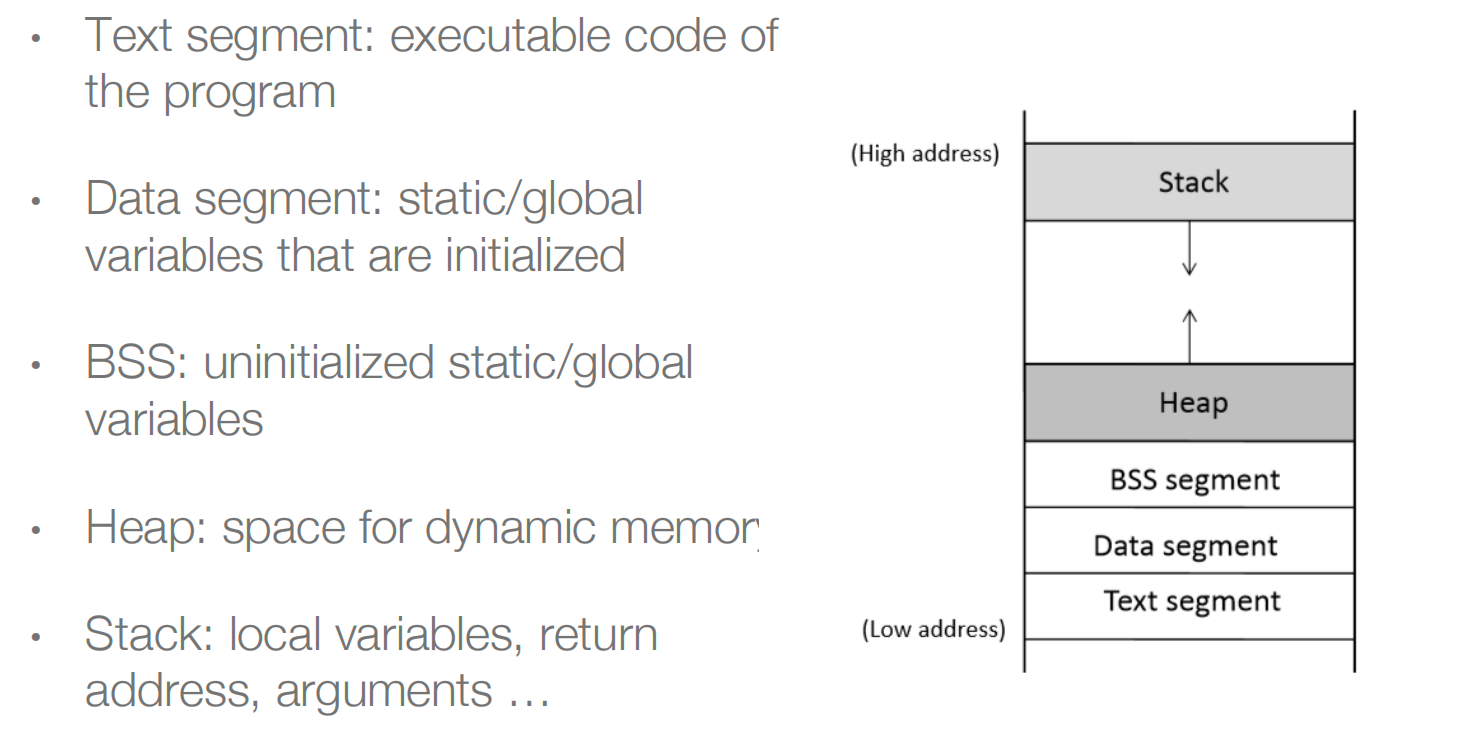 • Text segment: executable code of
the program
• Data segment: static/global
variables that are initialized
• BSS: uninitialized static/global
variables
• Heap: space for dynamic memory
• Stack: local variables, return
address, arguments …
(High address)
Stack
Heap
BSS segment
Data segment
Text segment
(Low address)